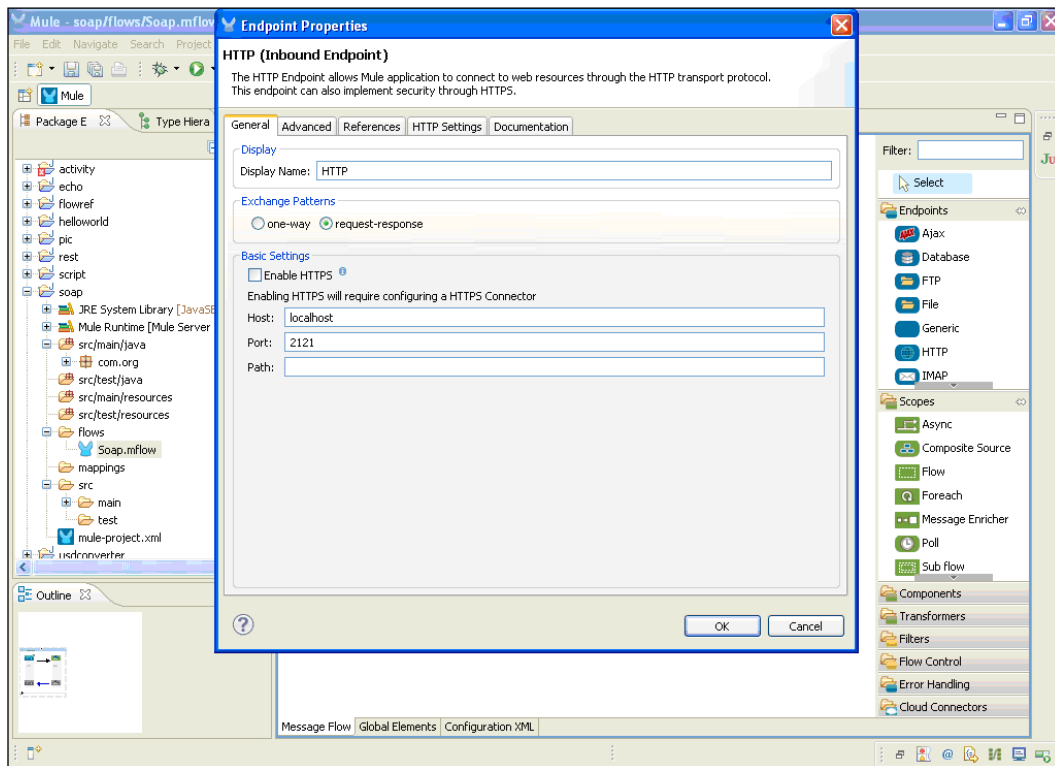 Mule - soap/flows/Soap.mflow
File Edit Navigate Search Project
Mule
Package E
Type Hiera
activity
echo
flowref
helloworld
pic
rest
script
soap
JRE System Library [JavaSE
Mule Runtime [Mule Server
src/main/java
com.org
src/test/java
src/main/resources
src/test/resources
flows
Soap.mflow
mappings
src
main
test
mule-project.xml
usdconverter
Outline
Endpoint Properties
HTTP (Inbound Endpoint)
The HTTP Endpoint allows Mule application to connect to web resources through the HTTP transport protocol.
This endpoint can also implement security through HTTPS.
General Advanced References HTTP Settings Documentation
Display
Display Name: HTTP
Exchange Patterns
one-way request-response
Basic Settings
Enable HTTPS
Enabling HTTPS will require configuring a HTTPS Connector
Host: localhost
Port: 2121
Path:
OK Cancel
Message Flow Global Elements Configuration XML
Filter:
Select
Endpoints
Ajax
Database
FTP
File
Generic
HTTP
IMAP
Scopes
Async
Composite Source
Flow
Foreach
Message Enricher
Poll
Sub flow
Components
Transformers
Filters
Flow Control
Error Handling
Cloud Connectors
Ju